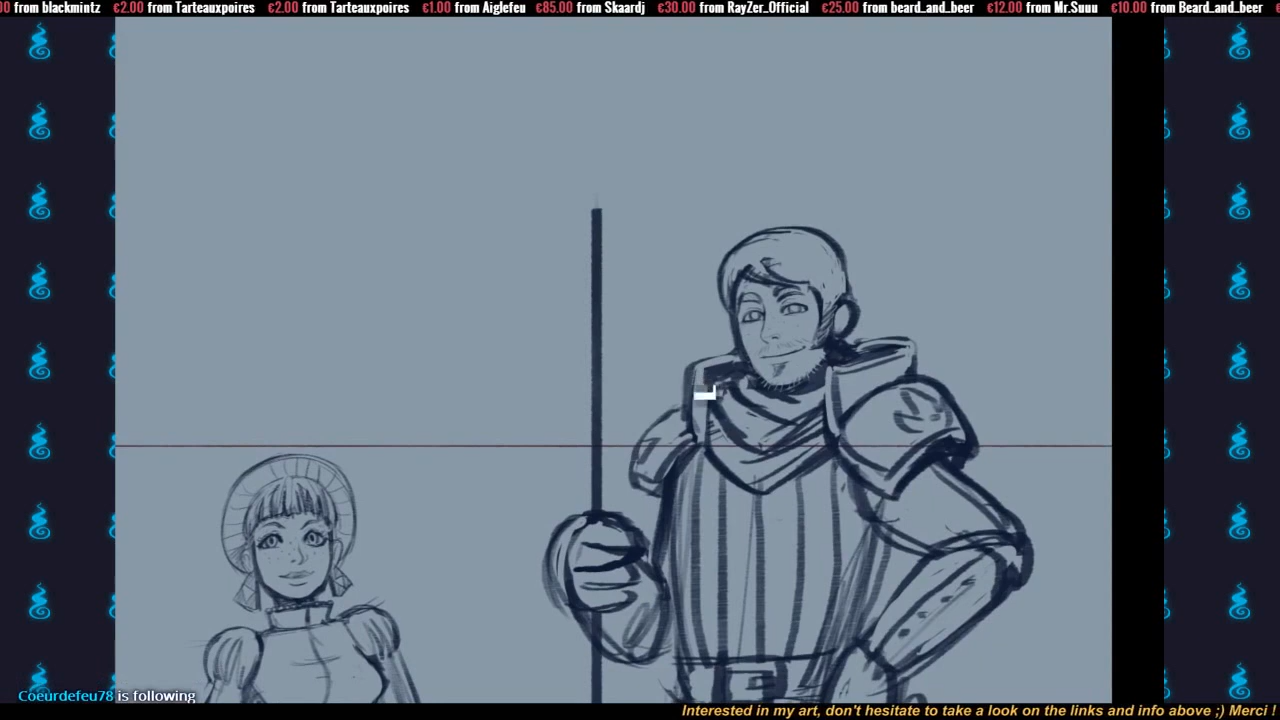 00 from blackmintz €2.00 from Tarteauxpoires €2.00 from Tarteauxpoires €1.00 from Aiglefeu €85.00 from Skaardj €30.00 from RayZer_Official €25.00 from beard_and_beer €12.00 from Mr.Suuu €10.00 from Beard_and_beer €
Coeurdefeu78 is following
Interested in my art, don't hesitate to take a look on the links and info above ;) Merci !